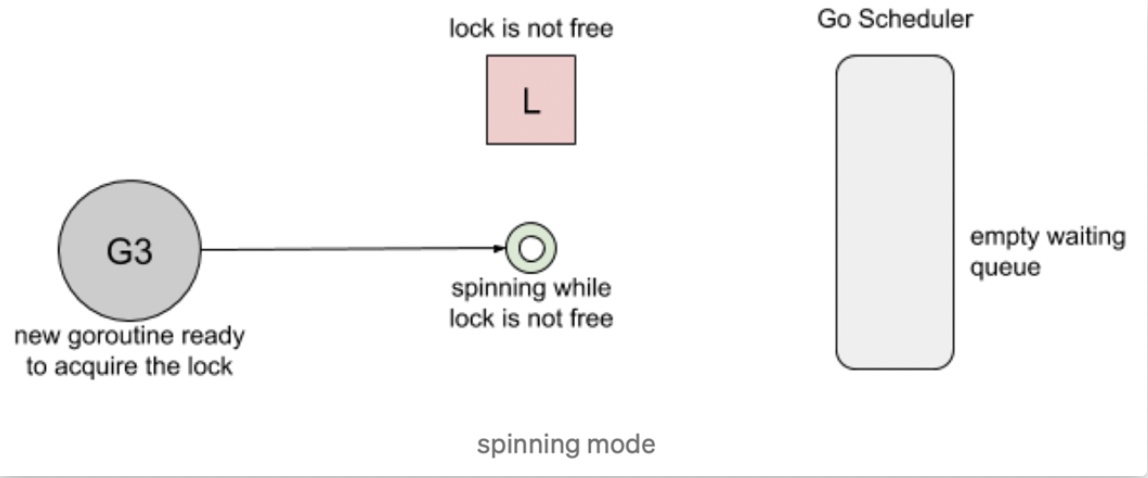 lock is not free
Go Scheduler
L
G3
empty waiting
queue
spinning while
lock is not free
new goroutine ready
to acquire the lock
spinning mode